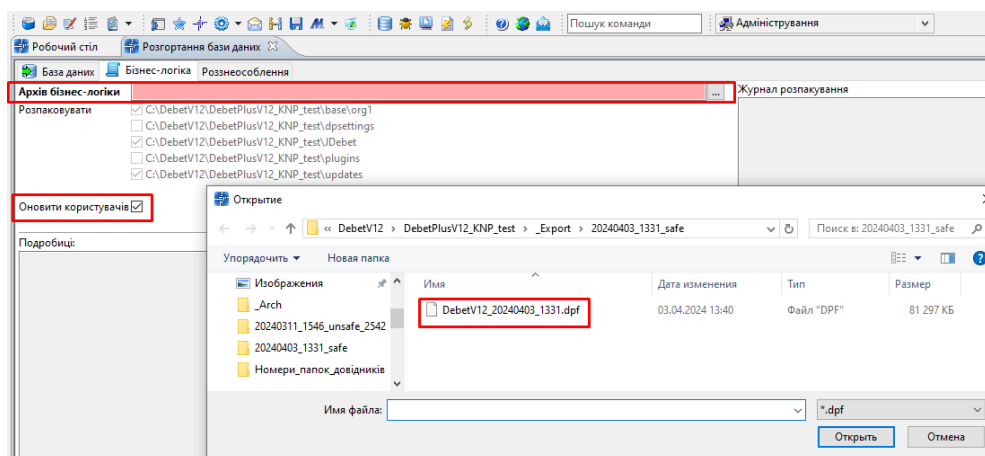 Пошук команди
Адміністрування
Робочий стіл
Розгортання бази даних
База даних
Бізнес-логіка
Роззнеособлення
Архів бізнес-логіки
...
Журнал розпакування
Розпаковувати
C:\DebetV12\DebetPlusV12_KNP_test\base\org1
C:\DebetV12\DebetPlusV12_KNP_test\dpsettings
C:\DebetV12\DebetPlusV12_KNP_test\JDebet
C:\DebetV12\DebetPlusV12_KNP_test\plugins
C:\DebetV12\DebetPlusV12_KNP_test\updates
Оновити користувачів
Подробиці:
Открытие
« DebetV12 › DebetPlusV12_KNP_test › _Export › 20240403_1331_safe
Поиск в: 20240403_1331_safe
Упорядочить
Новая папка
Изображения
_Arch
20240311_1546_unsafe_2542
20240403_1331_safe
Номери_папок_довідників
Имя
Дата изменения
Тип
Размер
DebetV12_20240403_1331.dpf
03.04.2024 13:40
Файл "DPF"
81 297 КБ
Имя файла:
*.dpf
Открыть
Отмена